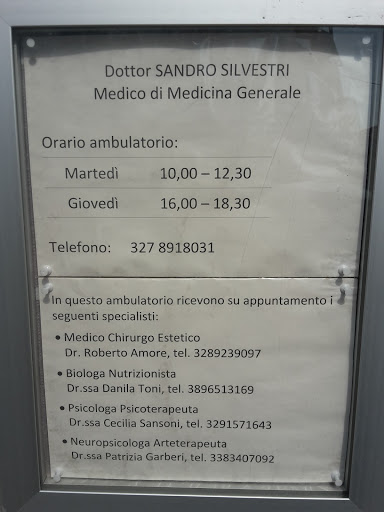 Dottor SANDRO SILVESTRI
Medico di Medicina Generale
Orario ambulatorio:
Martedì 10,00 – 12,30
Giovedì 16,00 – 18,30
Telefono: 327 8918031
In questo ambulatorio ricevono su appuntamento i
seguenti specialisti:
• Medico Chirurgo Estetico
Dr. Roberto Amore, tel. 3289239097
• Biologa Nutrizionista
Dr.ssa Danila Toni, tel. 3896513169
• Psicologa Psicoterapeuta
Dr.ssa Cecilia Sansoni, tel. 3291571643
• Neuropsicologa Arteterapeuta
Dr.ssa Patrizia Garberi, tel. 3383407092